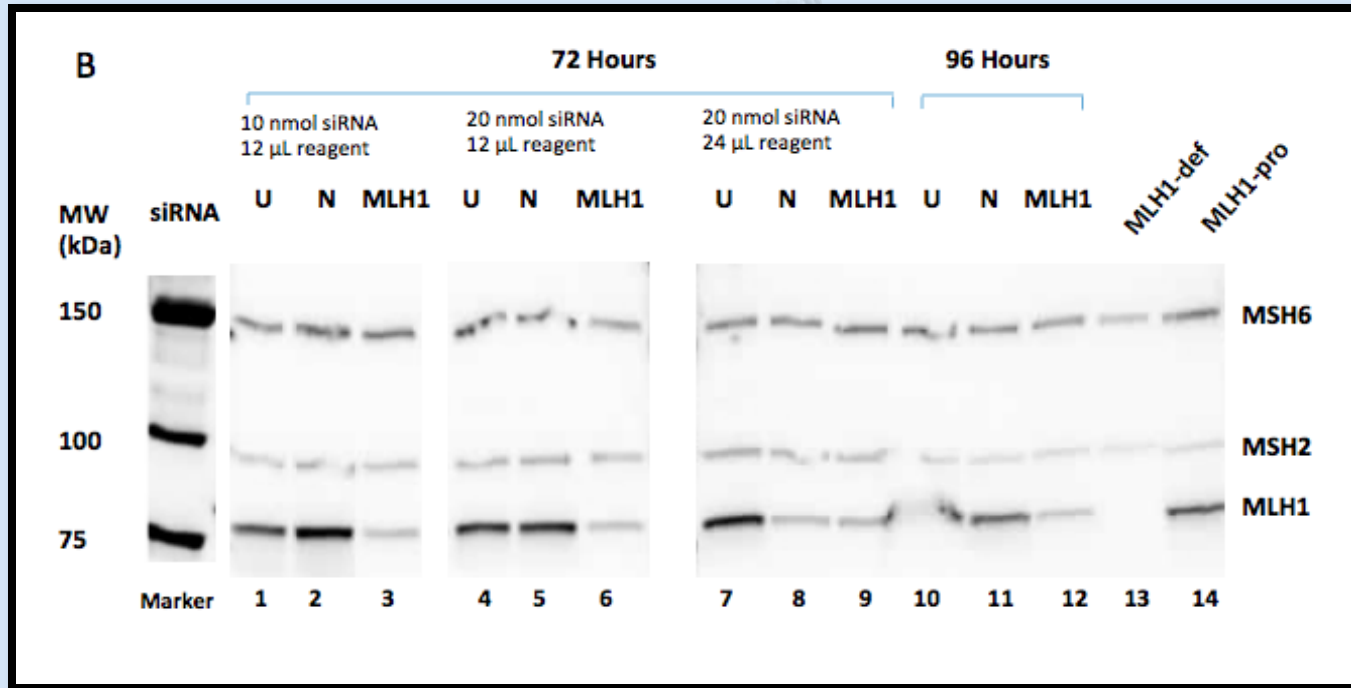 B
72 Hours
96 Hours
10 nmol siRNA
12 µL reagent
20 nmol siRNA
12 µL reagent
20 nmol siRNA
24 µL reagent
MW
(kDa)
siRNA
U N MLH1 U N MLH1 U N MLH1 U N MLH1 MLH1-def MLH1-pro
150
MSH6
100
MSH2
MLH1
75
Marker 1 2 3 4 5 6 7 8 9 10 11 12 13 14